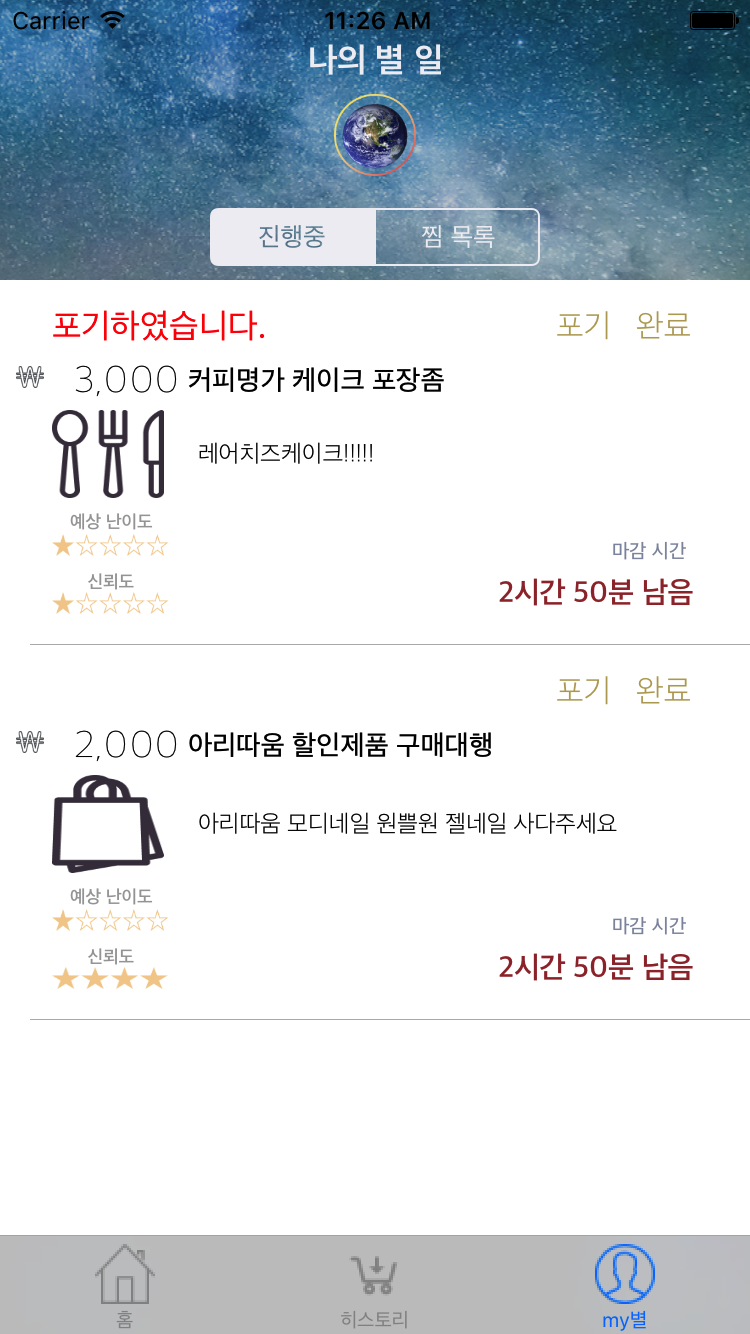 Carrier 11:26 AM
나의 별 일
진행중 찜 목록
포기하였습니다. 포기 완료
₩ 3,000 커피명가 케이크 포장좀
레어치즈케이크!!!!!
예상 난이도
★☆☆☆☆
마감 시간
신뢰도
2시간 50분 남음
★☆☆☆☆
포기 완료
₩ 2,000 아리따움 할인제품 구매대행
아리따움 모디네일 원쁠원 젤네일 사다주세요
예상 난이도
★☆☆☆☆
마감 시간
신뢰도
2시간 50분 남음
★★★★
홈 히스토리 my별